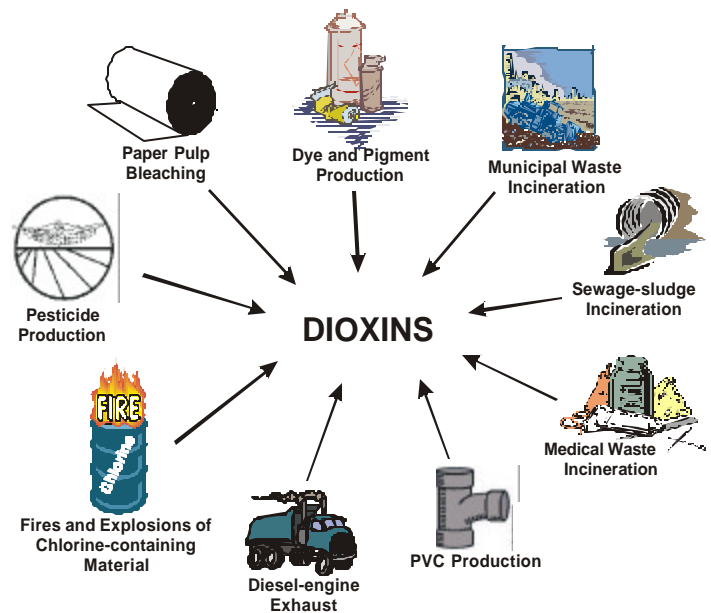 Paper Pulp
Bleaching
Dye and Pigment
Production
Municipal Waste
Incineration
Pesticide
Production
Sewage-sludge
Incineration
DIOXINS
FIRE
Chlorine
Fires and Explosions of
Chlorine-containing
Material
Diesel-engine
Exhaust
PVC Production
Medical Waste
Incineration